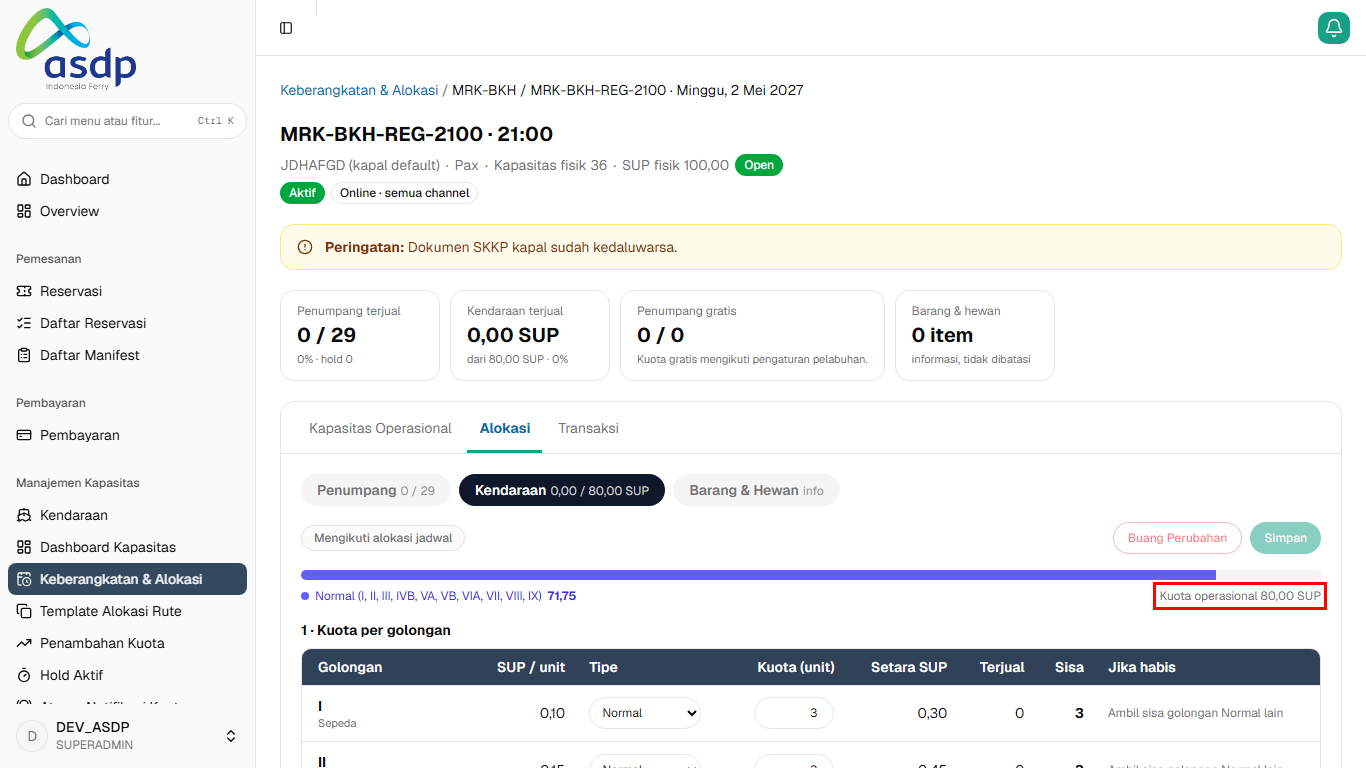 asdp
Indonesia Ferry
Cari menu atau fitur... Ctrl K
Dashboard
Overview
Pemesanan
Reservasi
Daftar Reservasi
Daftar Manifest
Pembayaran
Pembayaran
Manajemen Kapasitas
Kendaraan
Dashboard Kapasitas
Keberangkatan & Alokasi
Template Alokasi Rute
Penambahan Kuota
Hold Aktif
D
DEV_ASDP
SUPERADMIN
Keberangkatan & Alokasi / MRK-BKH / MRK-BKH-REG-2100 · Minggu, 2 Mei 2027
MRK-BKH-REG-2100 · 21:00
JDHAFGD (kapal default) · Pax · Kapasitas fisik 36 · SUP fisik 100,00 Open
Aktif Online · semua channel
Peringatan: Dokumen SKKP kapal sudah kedaluwarsa.
Penumpang terjual
0 / 29
0% · hold 0
Kendaraan terjual
0,00 SUP
dari 80,00 SUP · 0%
Penumpang gratis
0 / 0
Kuota gratis mengikuti pengaturan pelabuhan.
Barang & hewan
0 item
informasi, tidak dibatasi
Kapasitas Operasional Alokasi Transaksi
Penumpang 0 / 29 Kendaraan 0,00 / 80,00 SUP Barang & Hewan info
Mengikuti alokasi jadwal Buang Perubahan Simpan
Normal (I, II, III, IVB, VA, VB, VIA, VII, VIII, IX) 71,75 Kuota operasional 80,00 SUP
1 · Kuota per golongan
Golongan SUP / unit Tipe Kuota (unit) Setara SUP Terjual Sisa Jika habis
I 0,10 Normal 3 0,30 0 3 Ambil sisa golongan Normal lain
Sepeda
II